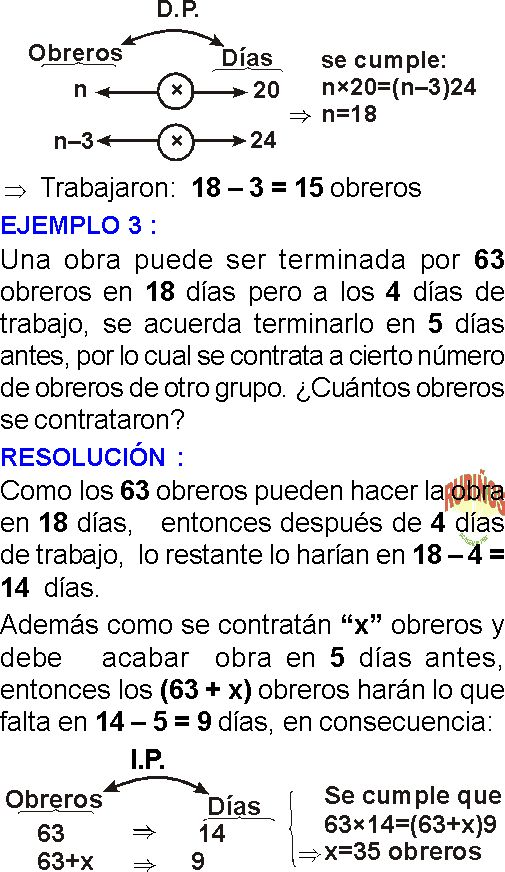 D.P.
Obreros Días
n × 20
n–3 × 24
se cumple:
n×20=(n–3)24
⇒ n=18
⇒ Trabajaron: 18 – 3 = 15 obreros
EJEMPLO 3 :
Una obra puede ser terminada por 63
obreros en 18 días pero a los 4 días de
trabajo, se acuerda terminarlo en 5 días
antes, por lo cual se contrata a cierto número
de obreros de otro grupo. ¿Cuántos obreros
se contrataron?
RESOLUCIÓN :
Como los 63 obreros pueden hacer la obra
en 18 días, entonces después de 4 días
de trabajo, lo restante lo harían en 18 – 4 =
14 días.
Además como se contratán “x” obreros y
debe acabar obra en 5 días antes,
entonces los (63 + x) obreros harán lo que
falta en 14 – 5 = 9 días, en consecuencia:
I.P.
Obreros Días
63 ⇒ 14
63+x ⇒ 9
Se cumple que
63×14=(63+x)9
⇒ x=35 obreros
RUBIÑOS